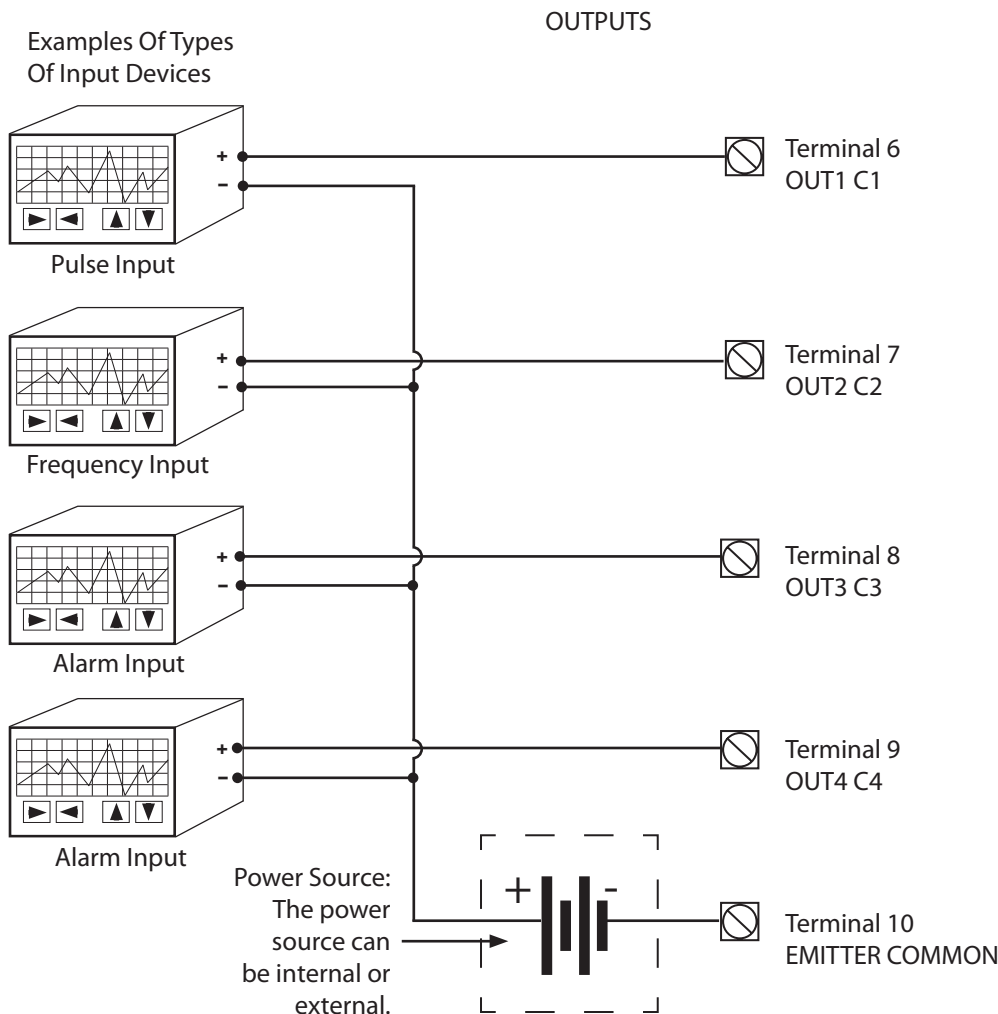 OUTPUTS
Examples Of Types
Of Input Devices
+
-
Pulse Input
Terminal 6
OUT1 C1
+
-
Frequency Input
Terminal 7
OUT2 C2
+
-
Alarm Input
Terminal 8
OUT3 C3
+
-
Alarm Input
Terminal 9
OUT4 C4
Power Source:
The power
source can
be internal or
external.
+ -
Terminal 10
EMITTER COMMON